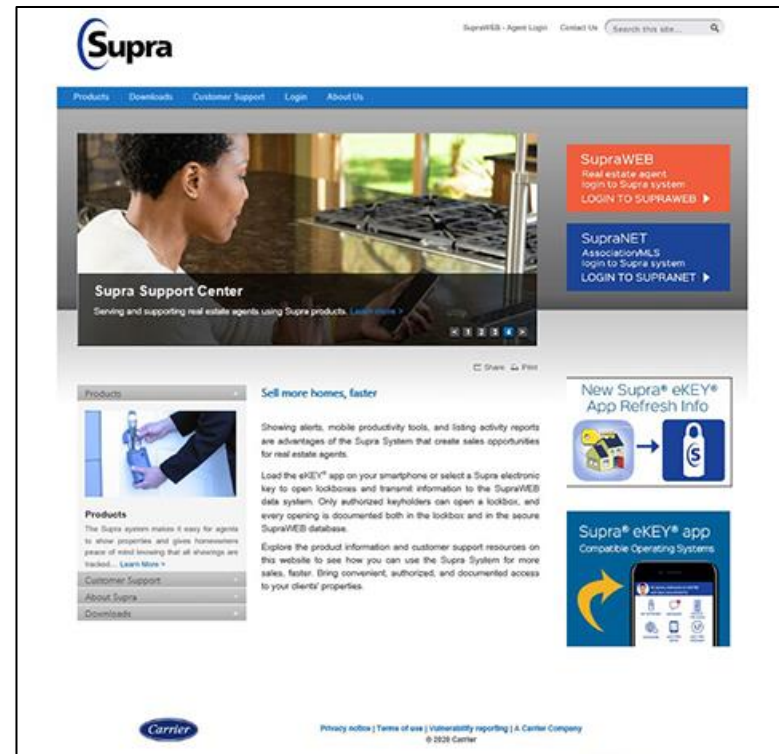 Supra
SupraWEB - Agent Login
Contact Us
Search this site...
Products
Downloads
Customer Support
Login
About Us
Supra Support Center
Serving and supporting real estate agents using Supra products. Learn more >
< 1 2 3 4 >
SupraWEB
Real estate agent
login to Supra system
LOGIN TO SUPRAWEB
SupraNET
Association/MLS
login to Supra system
LOGIN TO SUPRANET
Share
Print
Products
Products
The Supra system makes it easy for agents
to show properties and gives homeowners
peace of mind knowing that all showings are
tracked... Learn More >
Customer Support
About Supra
Downloads
Sell more homes, faster
Showing alerts, mobile productivity tools, and listing activity reports
are advantages of the Supra System that create sales opportunities
for real estate agents.
Load the eKEY® app on your smartphone or select a Supra electronic
key to open lockboxes and transmit information to the SupraWEB
data system. Only authorized keyholders can open a lockbox, and
every opening is documented both in the lockbox and in the secure
SupraWEB database.
Explore the product information and customer support resources on
this website to see how you can use the Supra System for more
sales, faster. Bring convenient, authorized, and documented access
to your clients' properties.
New Supra® eKEY®
App Refresh Info
S
Supra® eKEY® app
Compatible Operating Systems
Carrier
Privacy notice | Terms of use | Vulnerability reporting | A Carrier Company
© 2020 Carrier